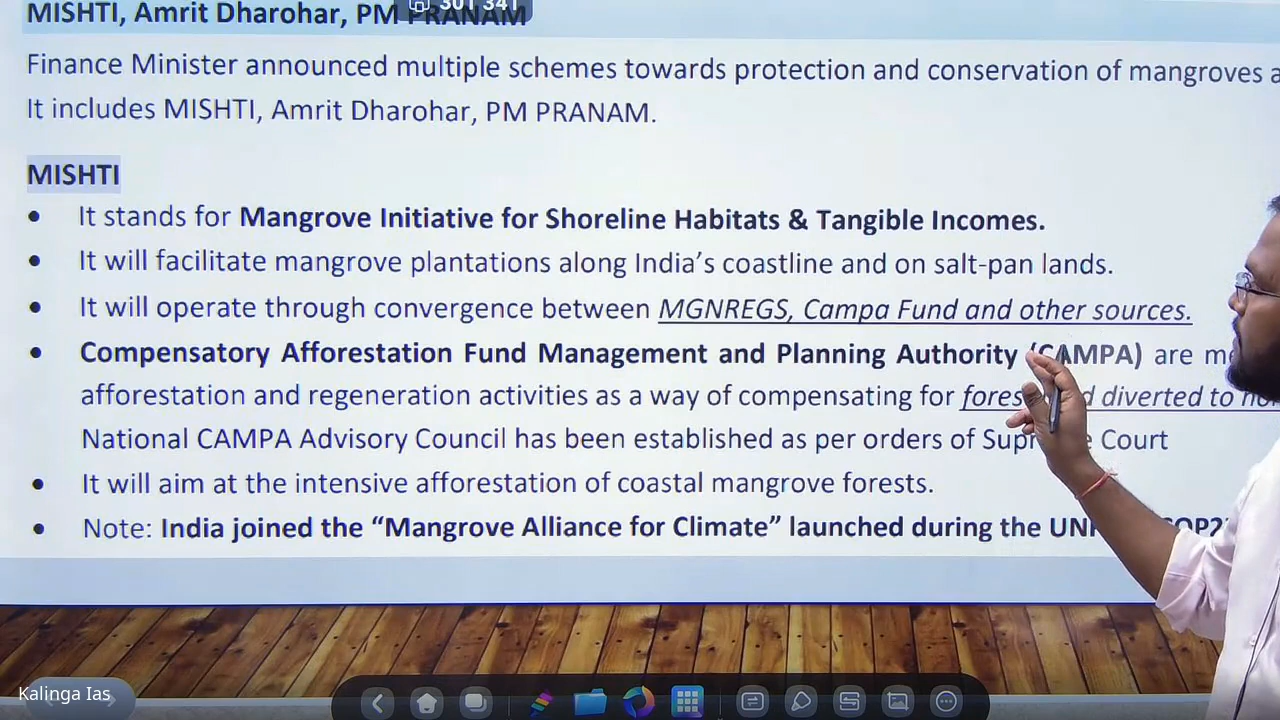 MISHTI, Amrit Dharohar, PM PRANAM
301 341
Finance Minister announced multiple schemes towards protection and conservation of mangroves a
It includes MISHTI, Amrit Dharohar, PM PRANAM.
MISHTI
• It stands for Mangrove Initiative for Shoreline Habitats & Tangible Incomes.
• It will facilitate mangrove plantations along India's coastline and on salt-pan lands.
• It will operate through convergence between MGNREGS, Campa Fund and other sources.
• Compensatory Afforestation Fund Management and Planning Authority (CAMPA) are
afforestation and regeneration activities as a way of compensating for diverted to
National CAMPA Advisory Council has been established as per orders of Court
• It will aim at the intensive afforestation of coastal mangrove forests.
• Note: India joined the “Mangrove Alliance for Climate” launched during the
Kalinga Ias